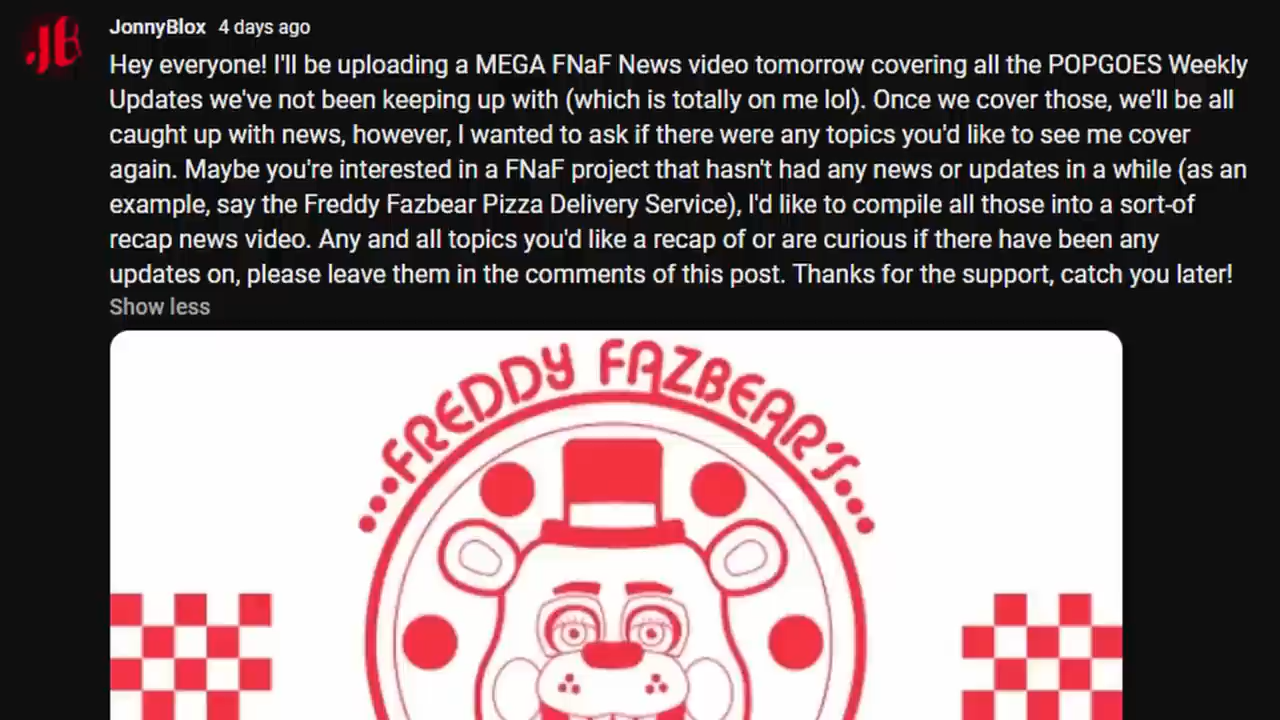 JB
JonnyBlox 4 days ago
Hey everyone! I'll be uploading a MEGA FNaF News video tomorrow covering all the POPGOES Weekly
Updates we've not been keeping up with (which is totally on me lol). Once we cover those, we'll be all
caught up with news, however, I wanted to ask if there were any topics you'd like to see me cover
again. Maybe you're interested in a FNaF project that hasn't had any news or updates in a while (as an
example, say the Freddy Fazbear Pizza Delivery Service), I'd like to compile all those into a sort-of
recap news video. Any and all topics you'd like a recap of or are curious if there have been any
updates on, please leave them in the comments of this post. Thanks for the support, catch you later!
Show less
...FREDDY FAZBEAR'S...